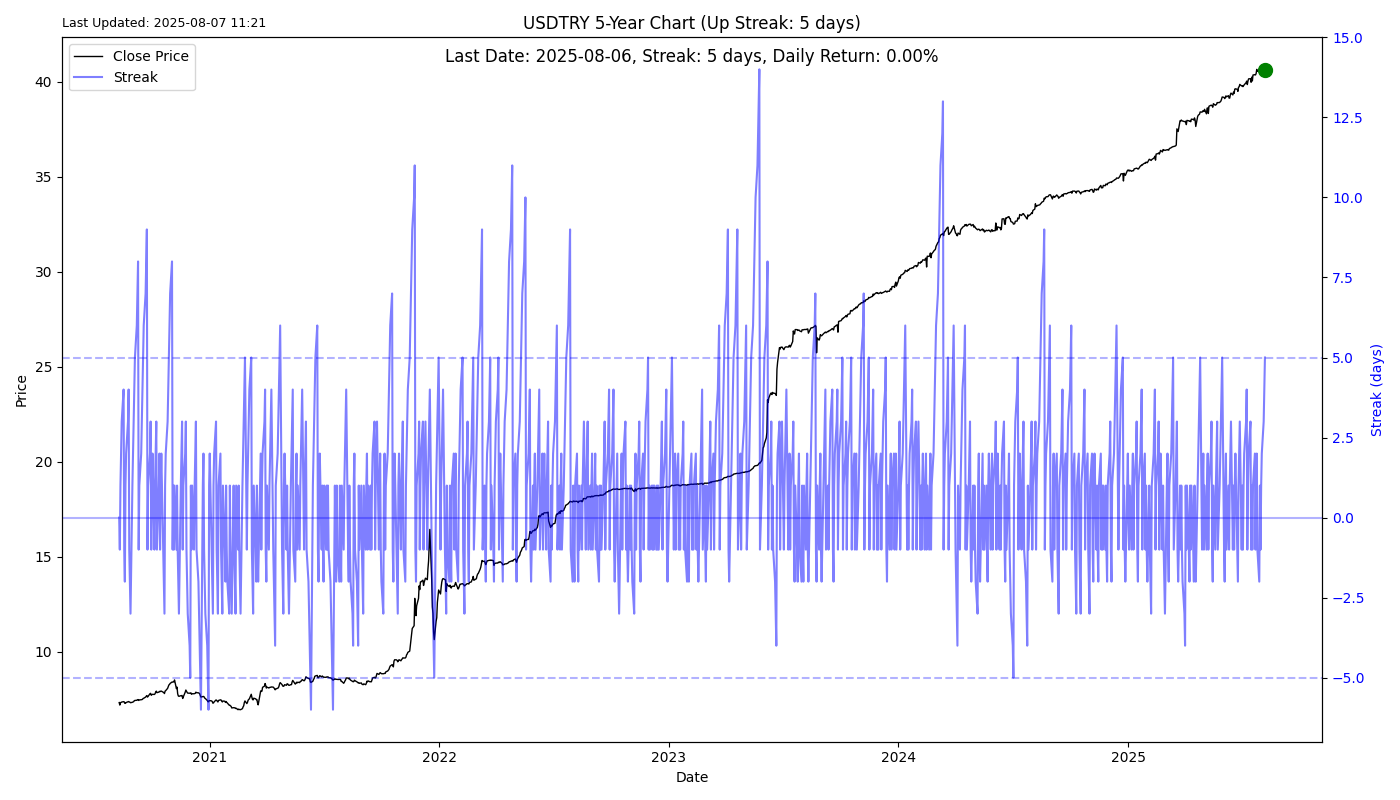 Last Updated: 2025-08-07 11:21
USDTRY 5-Year Chart (Up Streak: 5 days)
Last Date: 2025-08-06, Streak: 5 days, Daily Return: 0.00%
Close Price
Streak
Price
40
35
30
25
20
15
10
15.0
12.5
10.0
7.5
5.0
2.5
0.0
−2.5
−5.0
Streak (days)
2021
2022
2023
2024
2025
Date